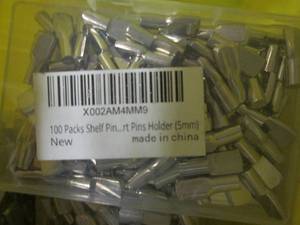 X002AM4MM9
100 Packs Shelf Pin...rt Pins Holder (5mm)
New
made in china